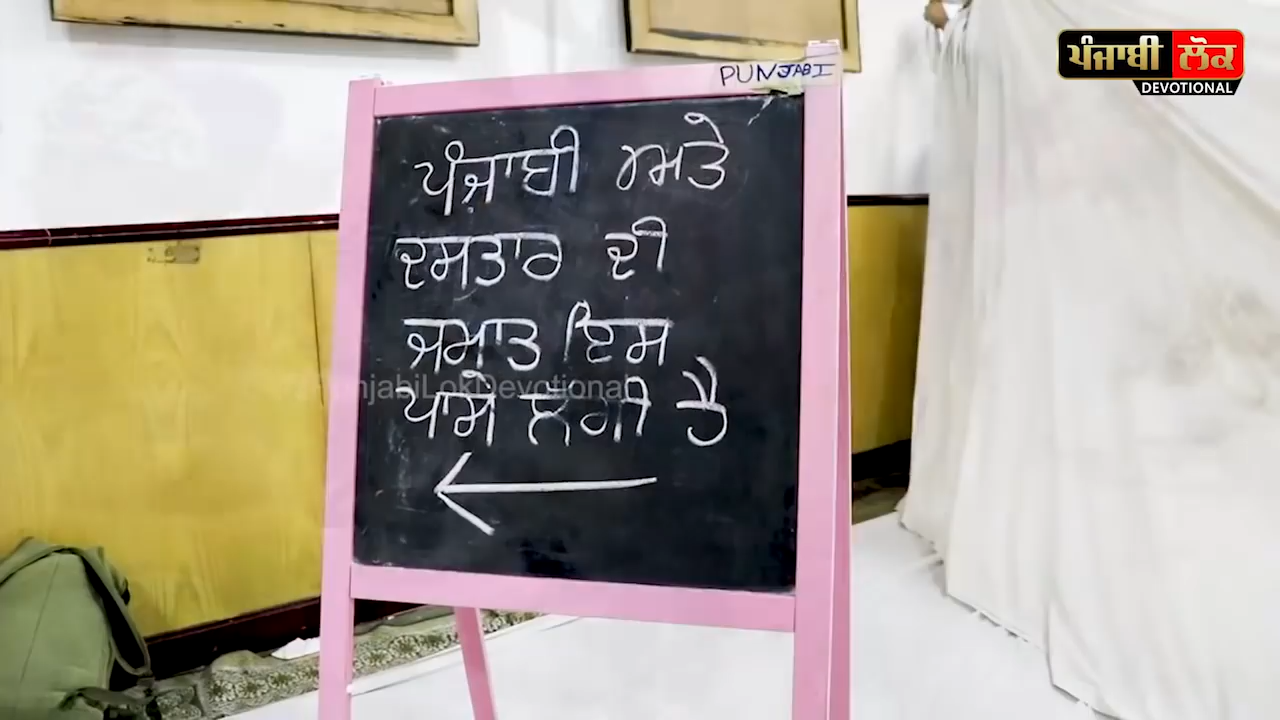 ਪੰਜਾਬੀ ਲੋਕ
DEVOTIONAL
PUNJABI
ਪੰਜ਼ਾਬੀ ਅਤੇ
ਦਸਤਾਰ ਦੀ
ਜਮਾਤ ਇਸ
ਪਾਸੇ ਲੱਗੀ ਹੈ
PunjabiLokDevotional